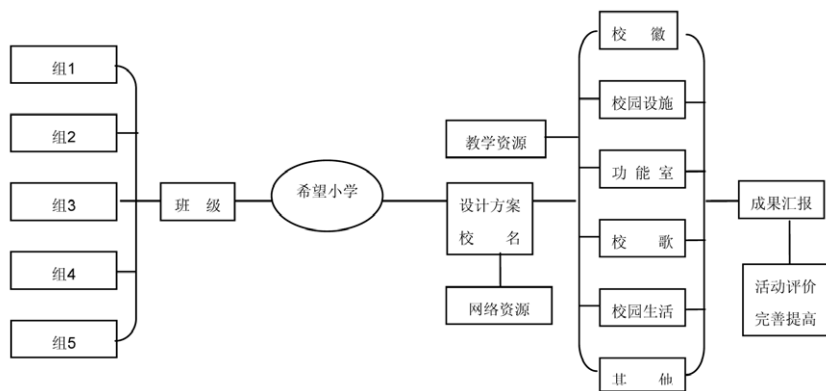 组1
组2
组3
组4
组5
班 级
希望小学
教学资源
设计方案
校 名
网络资源
校 徽
校园设施
功 能 室
校 歌
校园生活
其 他
成果汇报
活动评价
完善提高